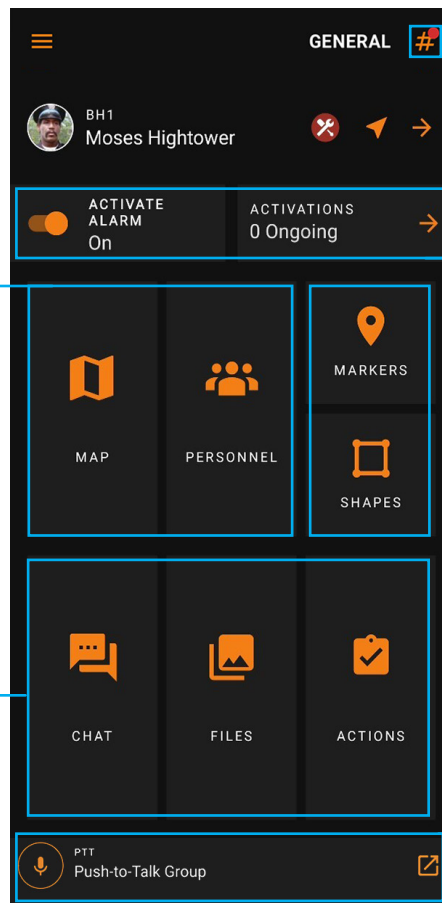 GENERAL #
BH1
Moses Hightower
ACTIVATE
ALARM
On
ACTIVATIONS
0 Ongoing
MARKERS
MAP
PERSONNEL
SHAPES
CHAT
FILES
ACTIONS
PTT
Push-to-Talk Group